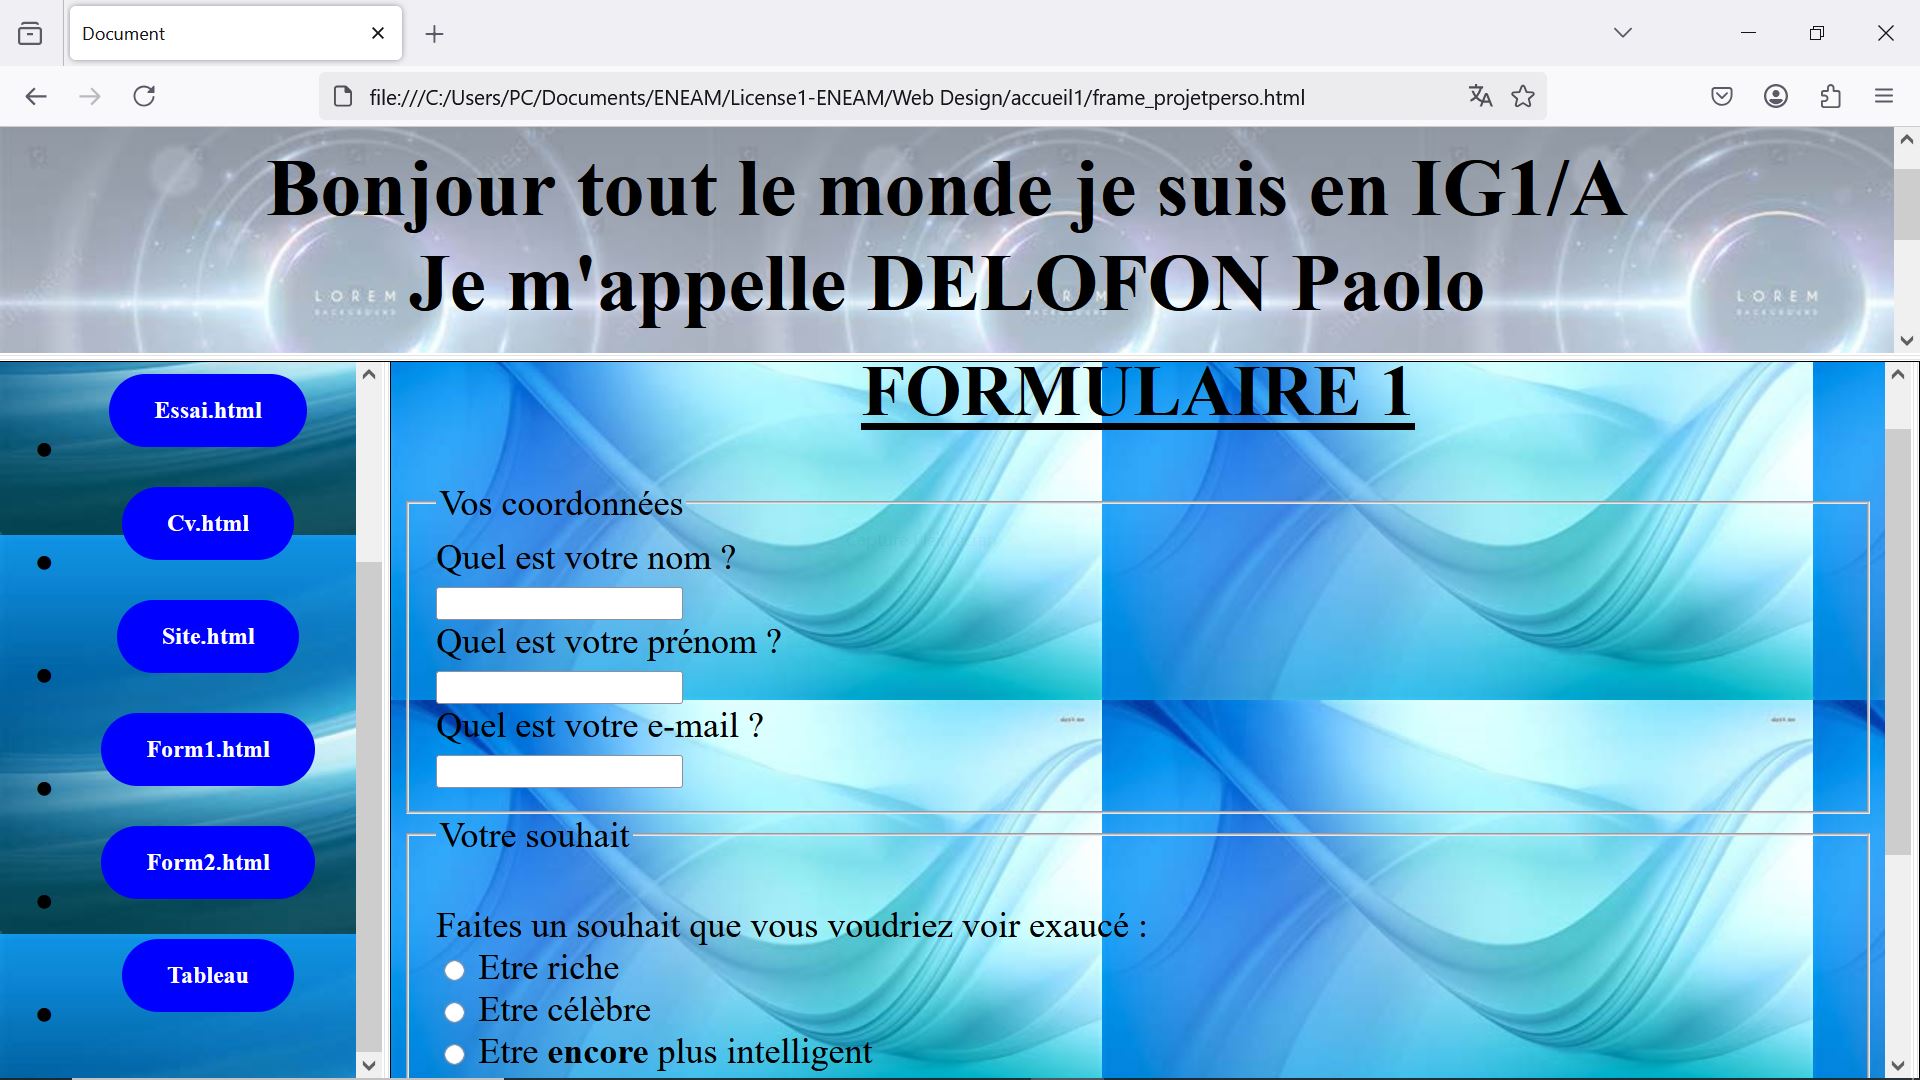 Document
file:///C:/Users/PC/Documents/ENEAM/License1-ENEAM/Web Design/accueil1/frame_projetperso.html
Bonjour tout le monde je suis en IG1/A
Je m'appelle DELOFON Paolo
LOREM
BACKGROUND
LOREM
BACKGROUND
Essai.html
Cv.html
Site.html
Form1.html
Form2.html
Tableau
FORMULAIRE 1
Vos coordonnées
Quel est votre nom ?
Quel est votre prénom ?
Quel est votre e-mail ?
Votre souhait
Faites un souhait que vous voudriez voir exaucé :
Etre riche
Etre célèbre
Etre encore plus intelligent